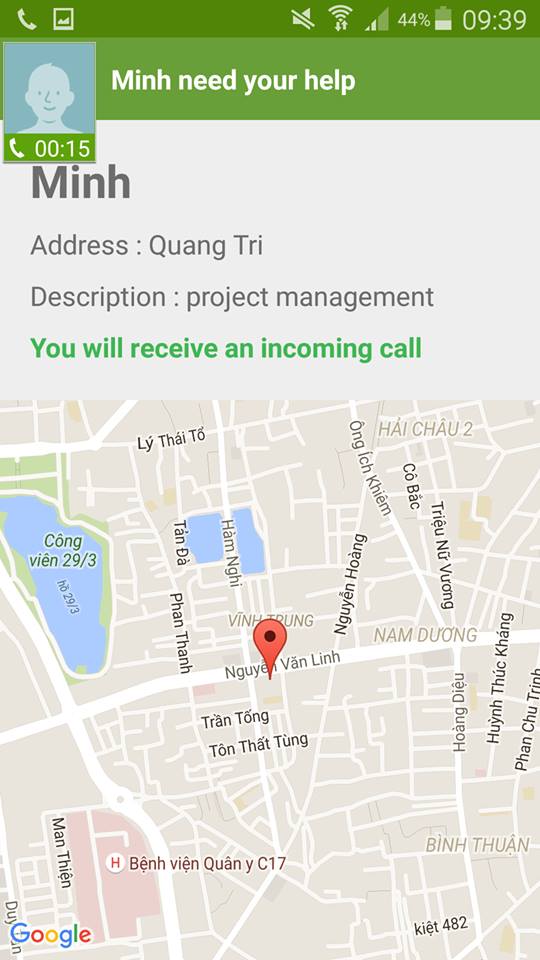 44% 09:39
Minh need your help
00:15
Minh
Address : Quang Tri
Description : project management
You will receive an incoming call
Lý Thái Tổ
HẢI CHÂU 2
Ông Ích Khiêm
Cô Bắc
Triệu Nữ Vương
Công
viên 29/3
hồ 29/3
Tản Đà
Hàm Nghi
Nguyễn Hoàng
Phan Thanh
VĨNH TRUNG
NAM DƯƠNG
Nguyễn Văn Linh
Huỳnh Thúc Kháng
Phan Chu Trinh
Hoàng Diệu
Trần Tống
Tôn Thất Tùng
Man Thiện
H Bệnh viện Quân y C17
BÌNH THUẬN
kiệt 482
Google